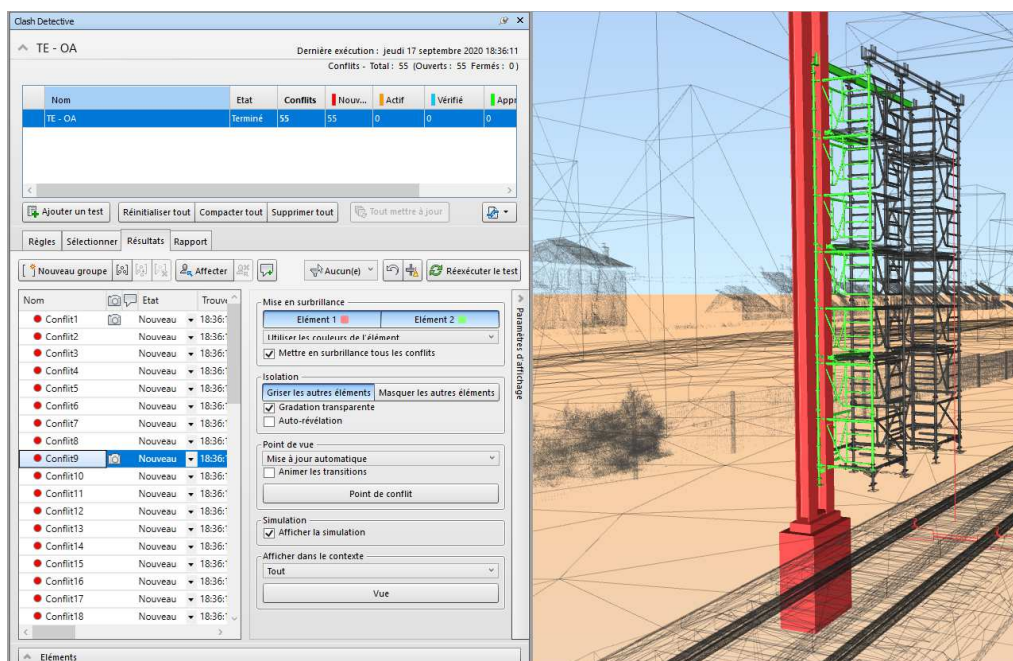 Clash Detective
TE - OA
Dernière exécution : jeudi 17 septembre 2020 18:36:11
Conflits - Total : 55 (Ouverts : 55 Fermés : 0)
Nom Etat Conflits Nouv... Actif Vérifié Appr
TE - OA Terminé 55 55 0 0 0
Ajouter un test Réinitialiser tout Compacter tout Supprimer tout Tout mettre à jour
Règles Sélectionner Résultats Rapport
Nouveau groupe Affecter Aucun(e) Réexécuter le test
Nom Etat Trouv
Conflit1 Nouveau 18:36:1
Conflit2 Nouveau 18:36:1
Conflit3 Nouveau 18:36:1
Conflit4 Nouveau 18:36:1
Conflit5 Nouveau 18:36:1
Conflit6 Nouveau 18:36:1
Conflit7 Nouveau 18:36:1
Conflit8 Nouveau 18:36:1
Conflit9 Nouveau 18:36:1
Conflit10 Nouveau 18:36:1
Conflit11 Nouveau 18:36:1
Conflit12 Nouveau 18:36:1
Conflit13 Nouveau 18:36:1
Conflit14 Nouveau 18:36:1
Conflit15 Nouveau 18:36:1
Conflit16 Nouveau 18:36:1
Conflit17 Nouveau 18:36:1
Conflit18 Nouveau 18:36:1
Mise en surbrillance
Elément 1 Elément 2
Utiliser les couleurs de l'élément
Mettre en surbrillance tous les conflits
Isolation
Griser les autres éléments Masquer les autres éléments
Gradation transparente
Auto-révélation
Point de vue
Mise à jour automatique
Animer les transitions
Point de conflit
Simulation
Afficher la simulation
Afficher dans le contexte
Tout
Vue
Paramètres d'affichage
Eléments